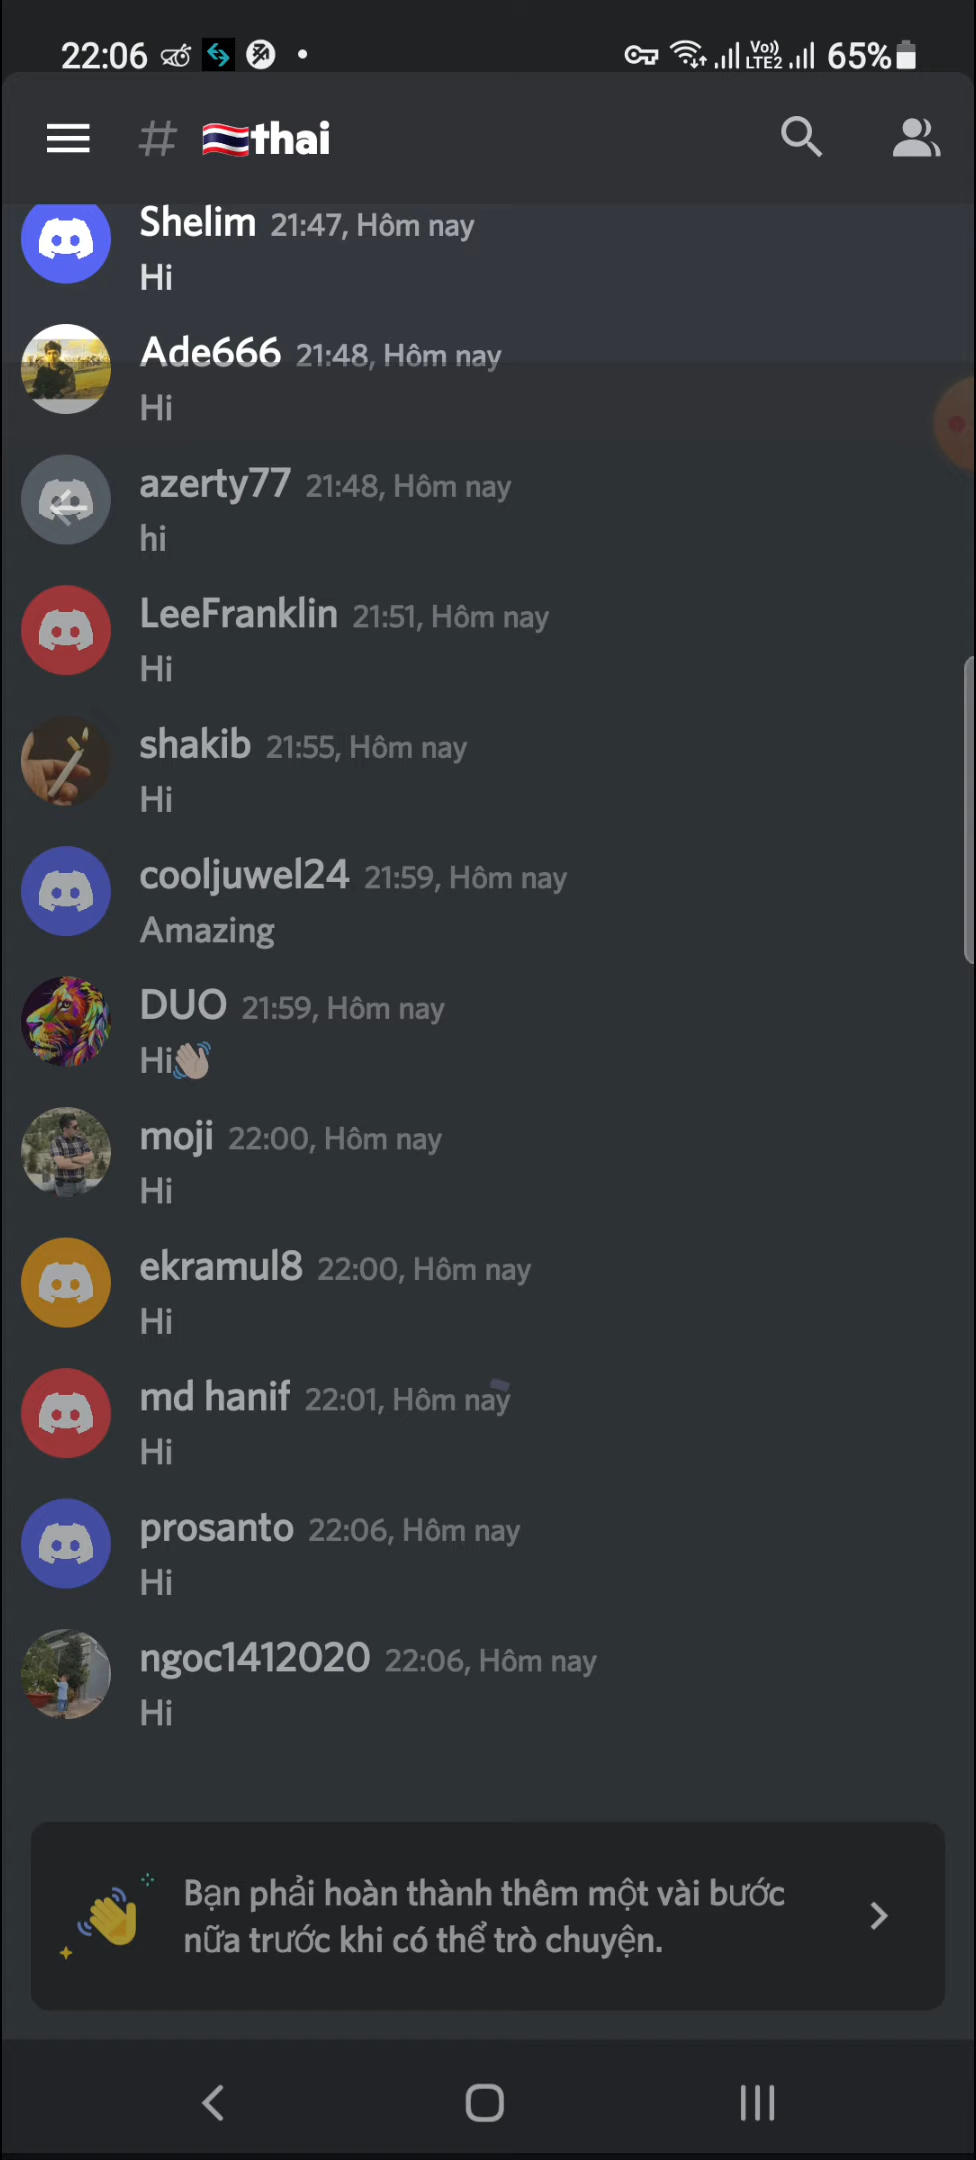 22:06 Vo)) LTE2 65%
# 🇹🇭thai
Shelim 21:47, Hôm nay
Hi
Ade666 21:48, Hôm nay
Hi
azerty77 21:48, Hôm nay
hi
LeeFranklin 21:51, Hôm nay
Hi
shakib 21:55, Hôm nay
Hi
cooljuwel24 21:59, Hôm nay
Amazing
DUO 21:59, Hôm nay
Hi👋🏼
moji 22:00, Hôm nay
Hi
ekramul8 22:00, Hôm nay
Hi
md hanif 22:01, Hôm nay
Hi
prosanto 22:06, Hôm nay
Hi
ngoc1412020 22:06, Hôm nay
Hi
Bạn phải hoàn thành thêm một vài bước
nữa trước khi có thể trò chuyện.